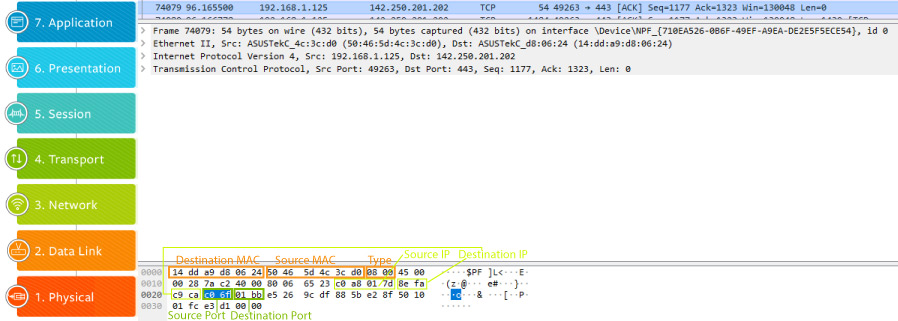 7. Application
6. Presentation
5. Session
4. Transport
3. Network
2. Data Link
1. Physical
74079 96.165500 192.168.1.125 142.250.201.202 TCP 54 49263 → 443 [ACK] Seq=1177 Ack=1323 Win=130048 Len=0
Frame 74079: 54 bytes on wire (432 bits), 54 bytes captured (432 bits) on interface \Device\NPF_{710EA526-0B6F-49EF-A9EA-DE2E5F5ECE54}, id 0
Ethernet II, Src: ASUSTekC_4c:3c:d0 (50:46:5d:4c:3c:d0), Dst: ASUSTekC_d8:06:24 (14:dd:a9:d8:06:24)
Internet Protocol Version 4, Src: 192.168.1.125, Dst: 142.250.201.202
Transmission Control Protocol, Src Port: 49263, Dst Port: 443, Seq: 1177, Ack: 1323, Len: 0
Destination MAC Source MAC Type Source IP Destination IP
0000 14 dd a9 d8 06 24 50 46 5d 4c 3c d0 08 00 45 00 ·····$PF ]L<···E·
0010 00 28 7a c2 40 00 80 06 65 23 c0 a8 01 7d 8e fa ·(z·@··· e#···}··
0020 c9 ca c0 6f 01 bb e5 26 9c df 88 5b e2 8f 50 10 ···o···& ···[··P·
0030 01 fc e3 d1 00 00 ······
Source Port Destination Port